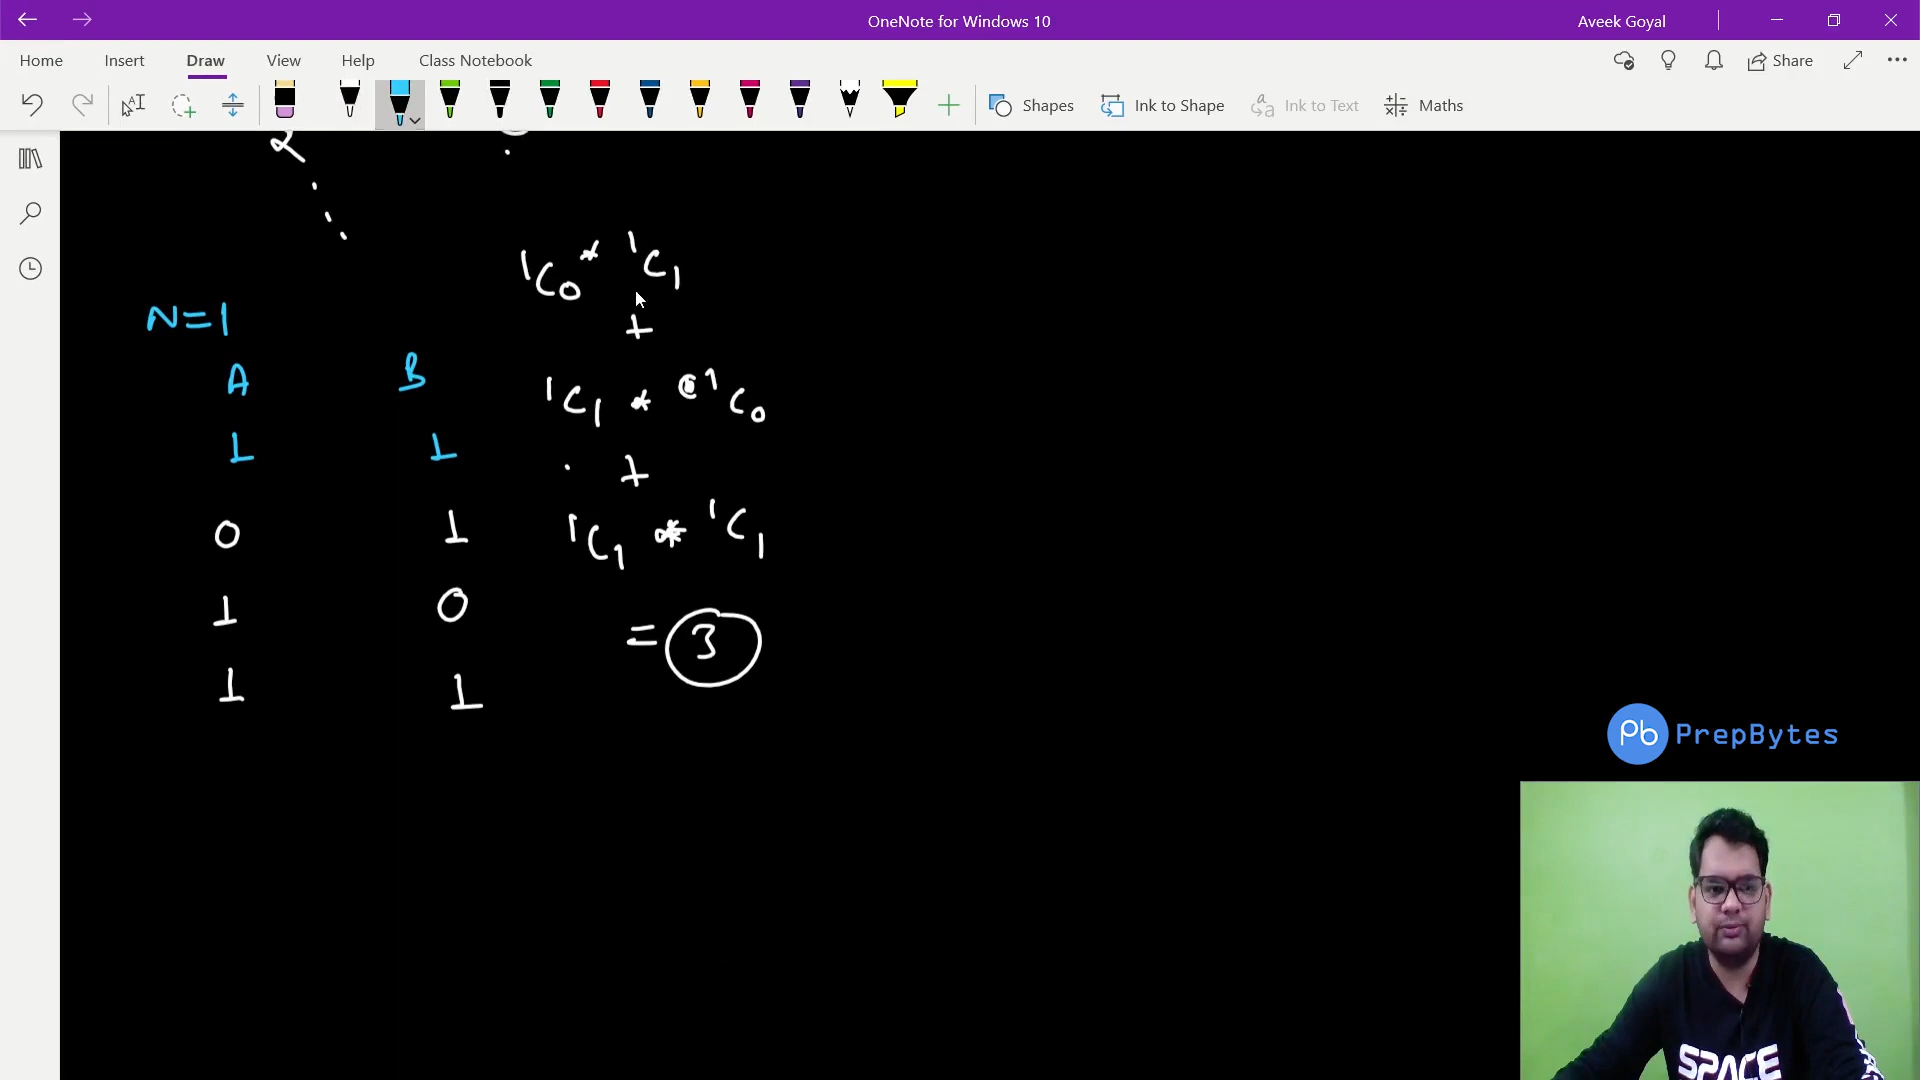 OneNote for Windows 10
Aveek Goyal
Home Insert Draw View Help Class Notebook
Share
Shapes Ink to Shape Ink to Text Maths
2
¹C₀ * ¹C₁
+
N=1
A B
¹C₁ * ¹C₀
1 1
+
0 1
¹C₁ * ¹C₁
1 0
= 3
1 1
Pb PrepBytes
SPACE